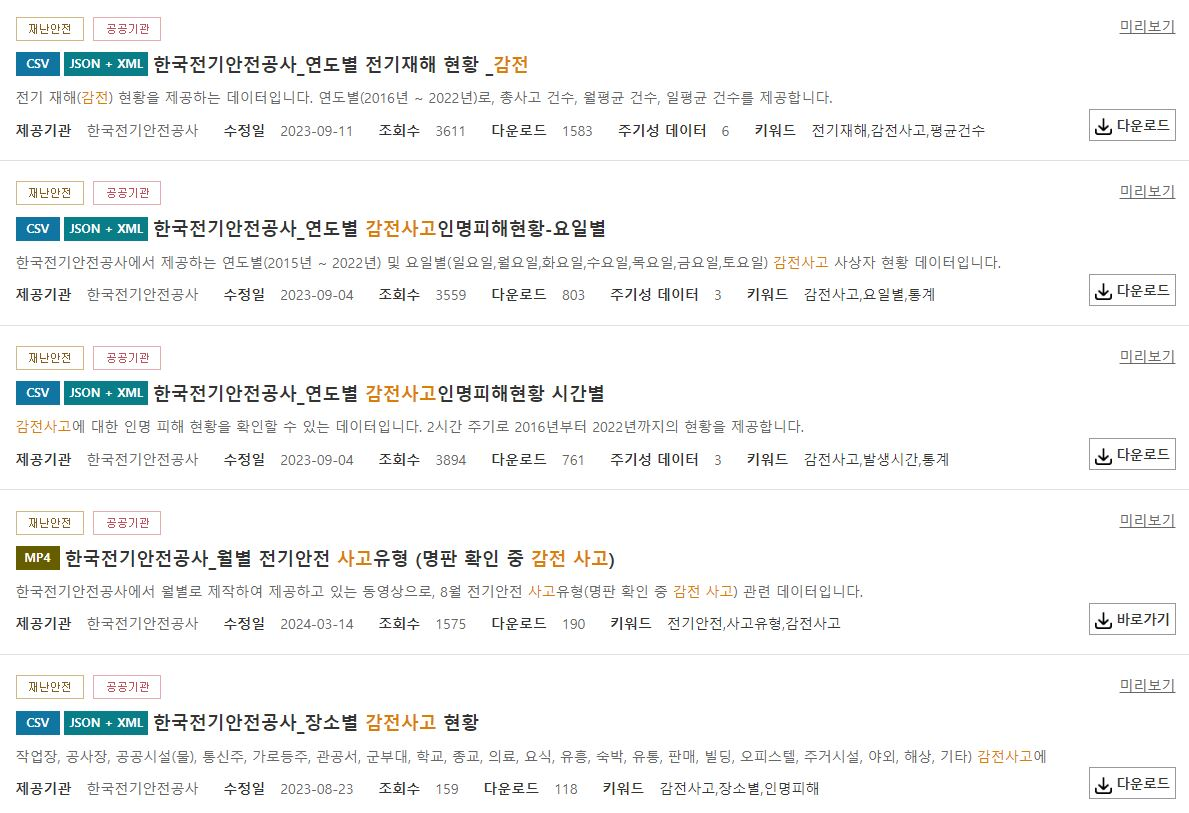 재난안전 공공기관 미리보기
CSV JSON + XML 한국전기안전공사_연도별 전기재해 현황 _감전
전기 재해(감전) 현황을 제공하는 데이터입니다. 연도별(2016년 ~ 2022년)로, 총사고 건수, 월평균 건수, 일평균 건수를 제공합니다.
제공기관 한국전기안전공사 수정일 2023-09-11 조회수 3611 다운로드 1583 주기성 데이터 6 키워드 전기재해,감전사고,평균건수 다운로드
재난안전 공공기관 미리보기
CSV JSON + XML 한국전기안전공사_연도별 감전사고인명피해현황-요일별
한국전기안전공사에서 제공하는 연도별(2015년 ~ 2022년) 및 요일별(일요일,월요일,화요일,수요일,목요일,금요일,토요일) 감전사고 사상자 현황 데이터입니다.
제공기관 한국전기안전공사 수정일 2023-09-04 조회수 3559 다운로드 803 주기성 데이터 3 키워드 감전사고,요일별,통계 다운로드
재난안전 공공기관 미리보기
CSV JSON + XML 한국전기안전공사_연도별 감전사고인명피해현황 시간별
감전사고에 대한 인명 피해 현황을 확인할 수 있는 데이터입니다. 2시간 주기로 2016년부터 2022년까지의 현황을 제공합니다.
제공기관 한국전기안전공사 수정일 2023-09-04 조회수 3894 다운로드 761 주기성 데이터 3 키워드 감전사고,발생시간,통계 다운로드
재난안전 공공기관 미리보기
MP4 한국전기안전공사_월별 전기안전 사고유형 (명판 확인 중 감전 사고)
한국전기안전공사에서 월별로 제작하여 제공하고 있는 동영상으로, 8월 전기안전 사고유형(명판 확인 중 감전 사고) 관련 데이터입니다.
제공기관 한국전기안전공사 수정일 2024-03-14 조회수 1575 다운로드 190 키워드 전기안전,사고유형,감전사고 바로가기
재난안전 공공기관 미리보기
CSV JSON + XML 한국전기안전공사_장소별 감전사고 현황
작업장, 공사장, 공공시설(물), 통신주, 가로등주, 관공서, 군부대, 학교, 종교, 의료, 요식, 유흥, 숙박, 유통, 판매, 빌딩, 오피스텔, 주거시설, 야외, 해상, 기타) 감전사고에
제공기관 한국전기안전공사 수정일 2023-08-23 조회수 159 다운로드 118 키워드 감전사고,장소별,인명피해 다운로드